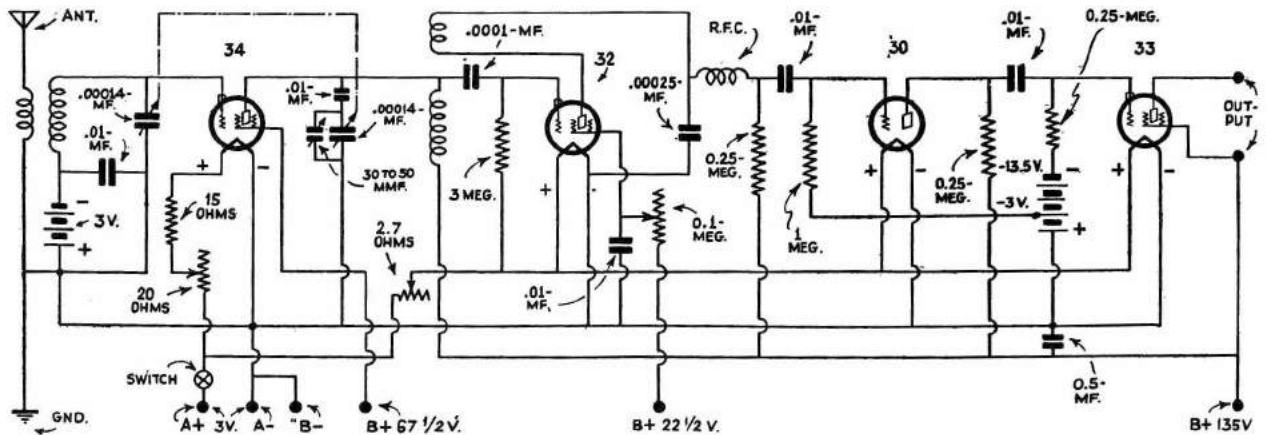 ANT.
34
.0001-MF.
32
R.F.C.
.01-
MF.
30
.01-
MF.
0.25-MEG.
33
.00014-
MF.
.01-
MF.
.01-
MF.
.00014-
MF.
.00025-
MF.
OUT-
PUT
+
-
30 TO 50
MMF.
3 MEG.
+
-
0.25-
MEG.
+
-
0.25-
MEG.
-13.5V.
-3V.
+
-
-
3V.
+
15
OHMS
2.7
OHMS
0.1-
MEG.
1
MEG.
+
20
OHMS
.01-
MF.
SWITCH
0.5-
MF.
GND.
A+ 3V. A- "B-
B+ 67 1/2 V.
B+ 22 1/2 V.
B+ 135V